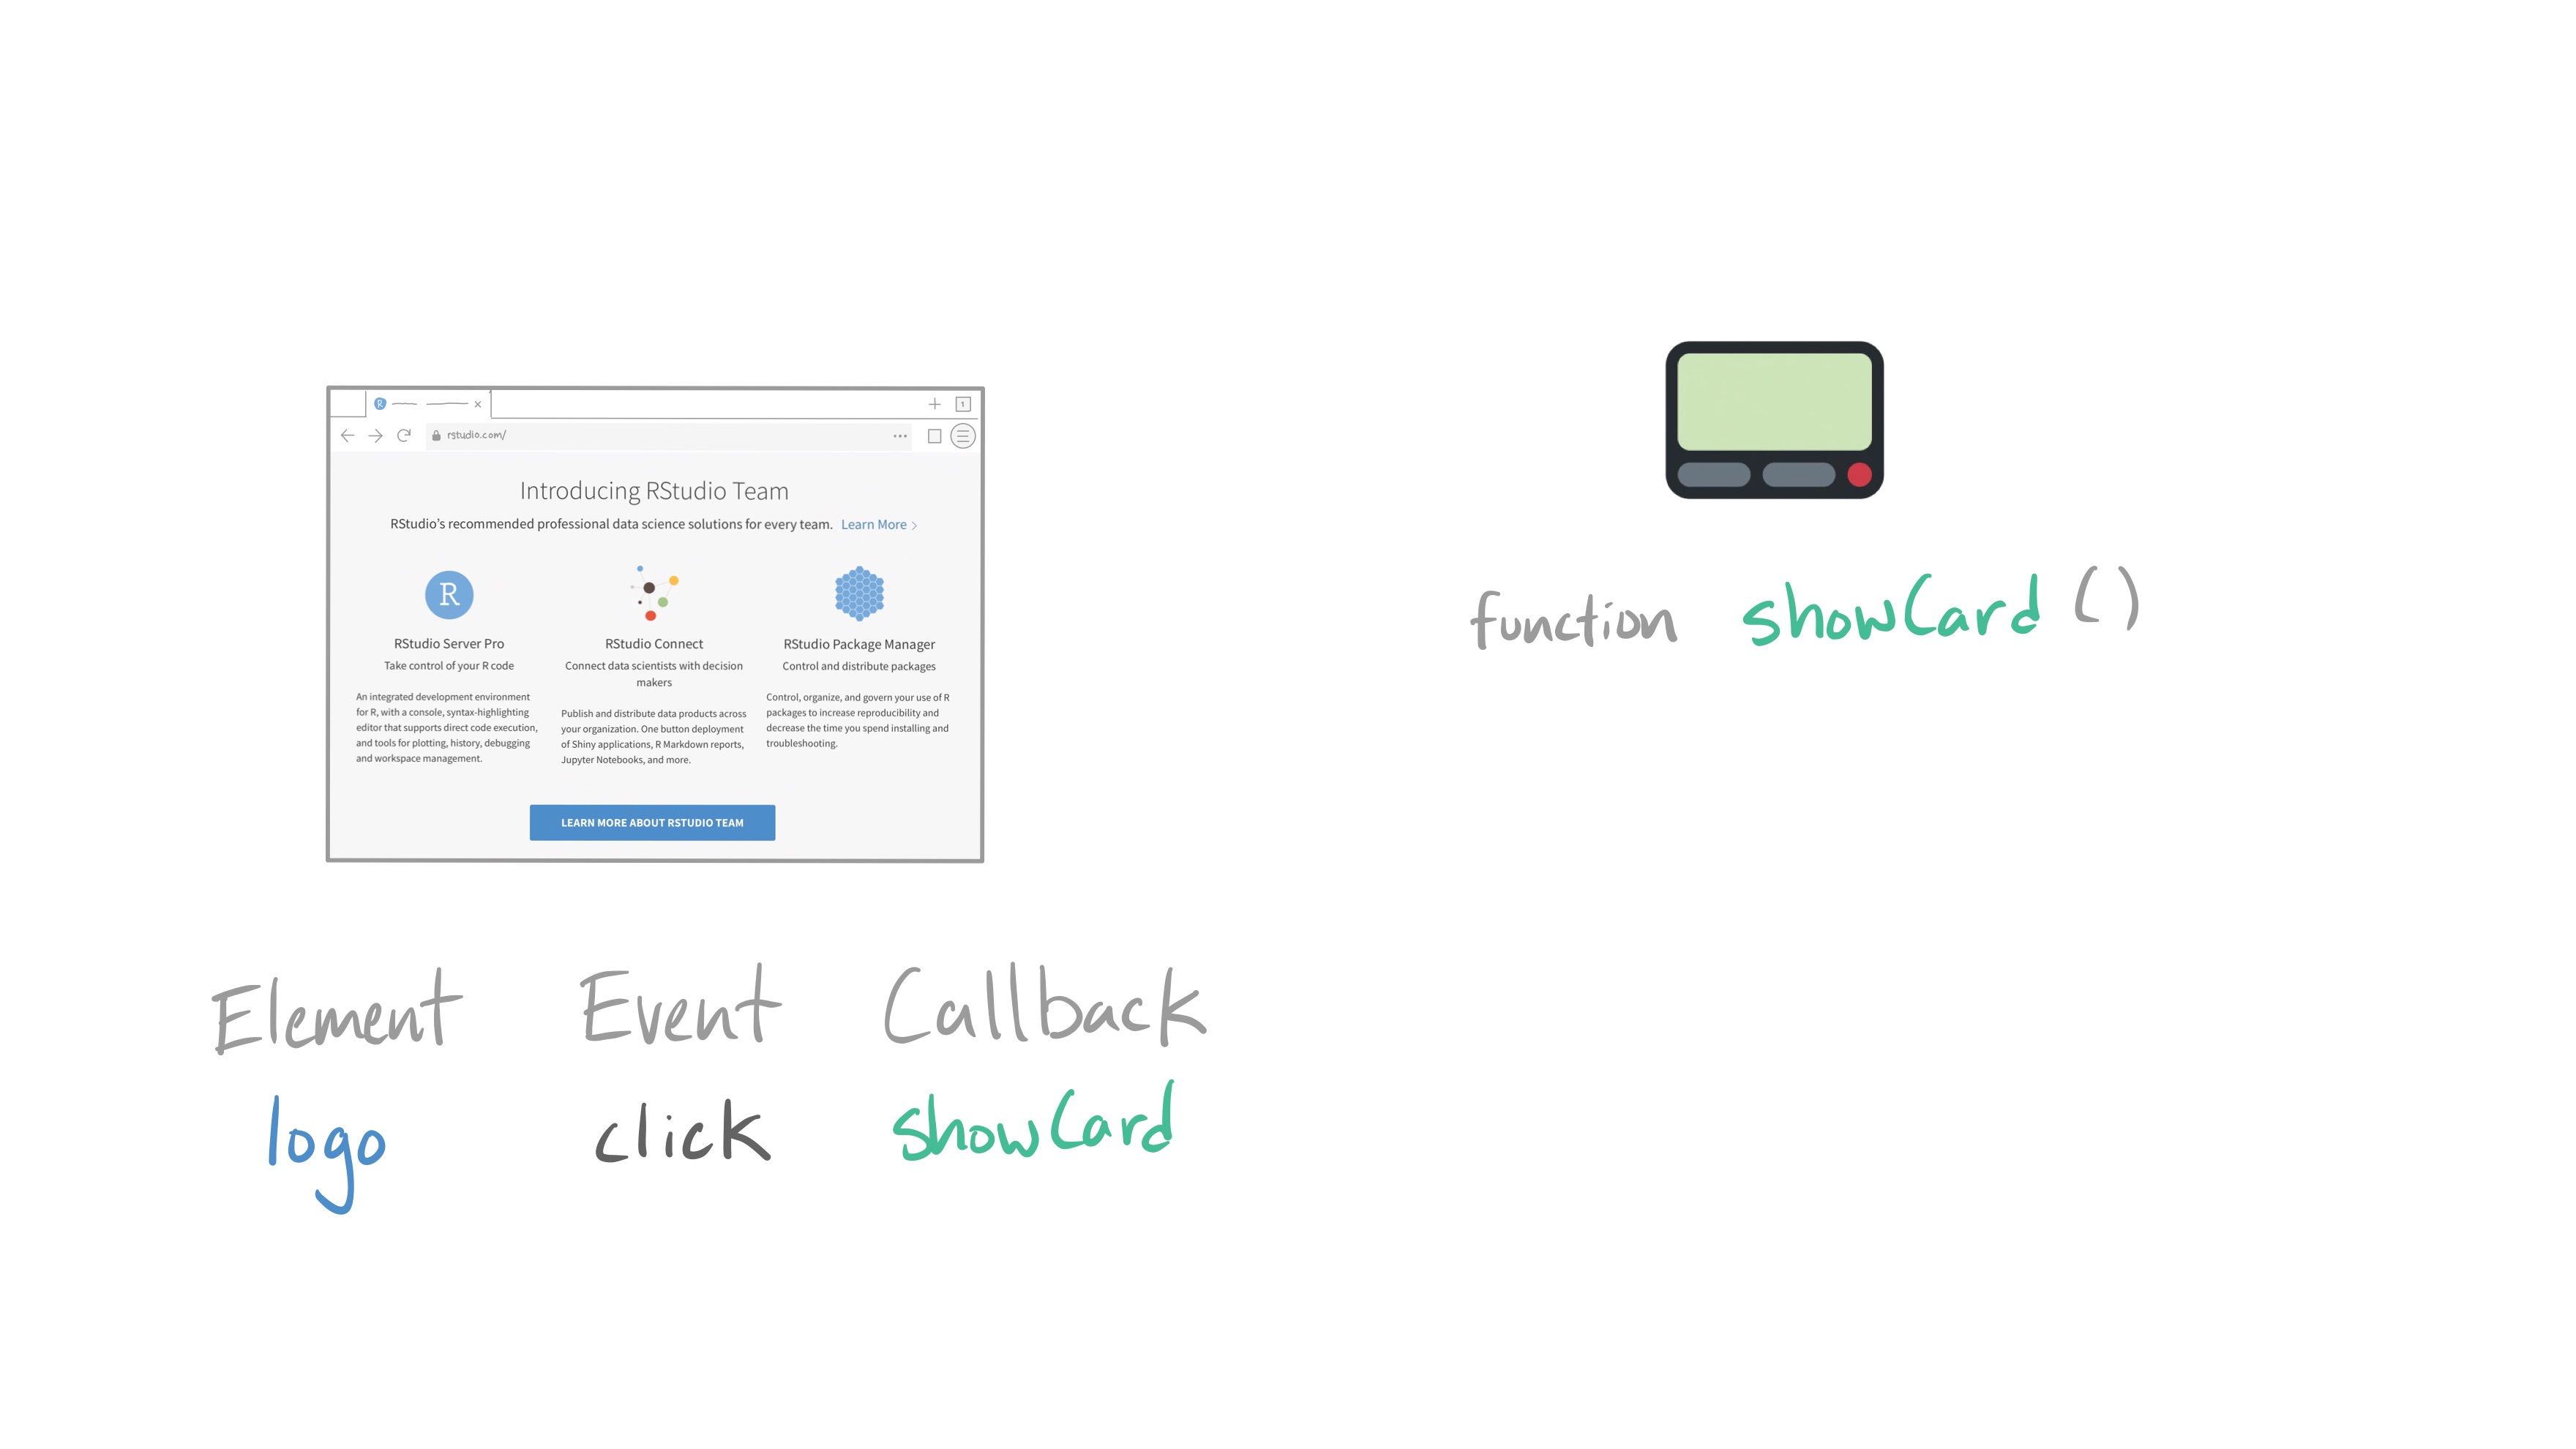 R
1
rstudio.com/
Introducing RStudio Team
RStudio's recommended professional data science solutions for every team. Learn More >
R
RStudio Server Pro
Take control of your R code
An integrated development environment
for R, with a console, syntax-highlighting
editor that supports direct code execution,
and tools for plotting, history, debugging
and workspace management.
RStudio Connect
Connect data scientists with decision
makers
Publish and distribute data products across
your organization. One button deployment
of Shiny applications, R Markdown reports,
Jupyter Notebooks, and more.
RStudio Package Manager
Control and distribute packages
Control, organize, and govern your use of R
packages to increase reproducibility and
decrease the time you spend installing and
troubleshooting.
LEARN MORE ABOUT RSTUDIO TEAM
Element Event Callback
logo click showCard
function showCard ()